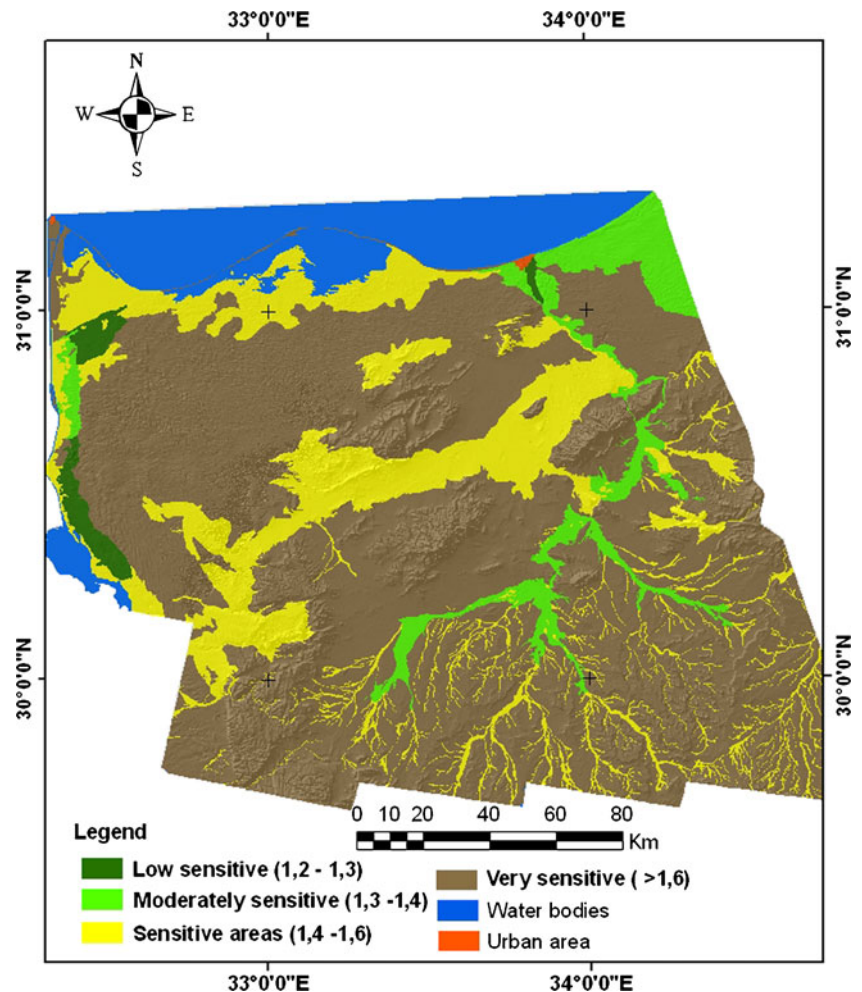 33°0'0"E 34°0'0"E
N
W E
S
31°0'0"N 31°0'0"N
30°0'0"N 30°0'0"N
0 10 20 40 60 80
Km
Legend
Low sensitive (1,2 - 1,3)
Moderately sensitive (1,3 -1,4)
Sensitive areas (1,4 -1,6)
Very sensitive ( >1,6)
Water bodies
Urban area
33°0'0"E 34°0'0"E